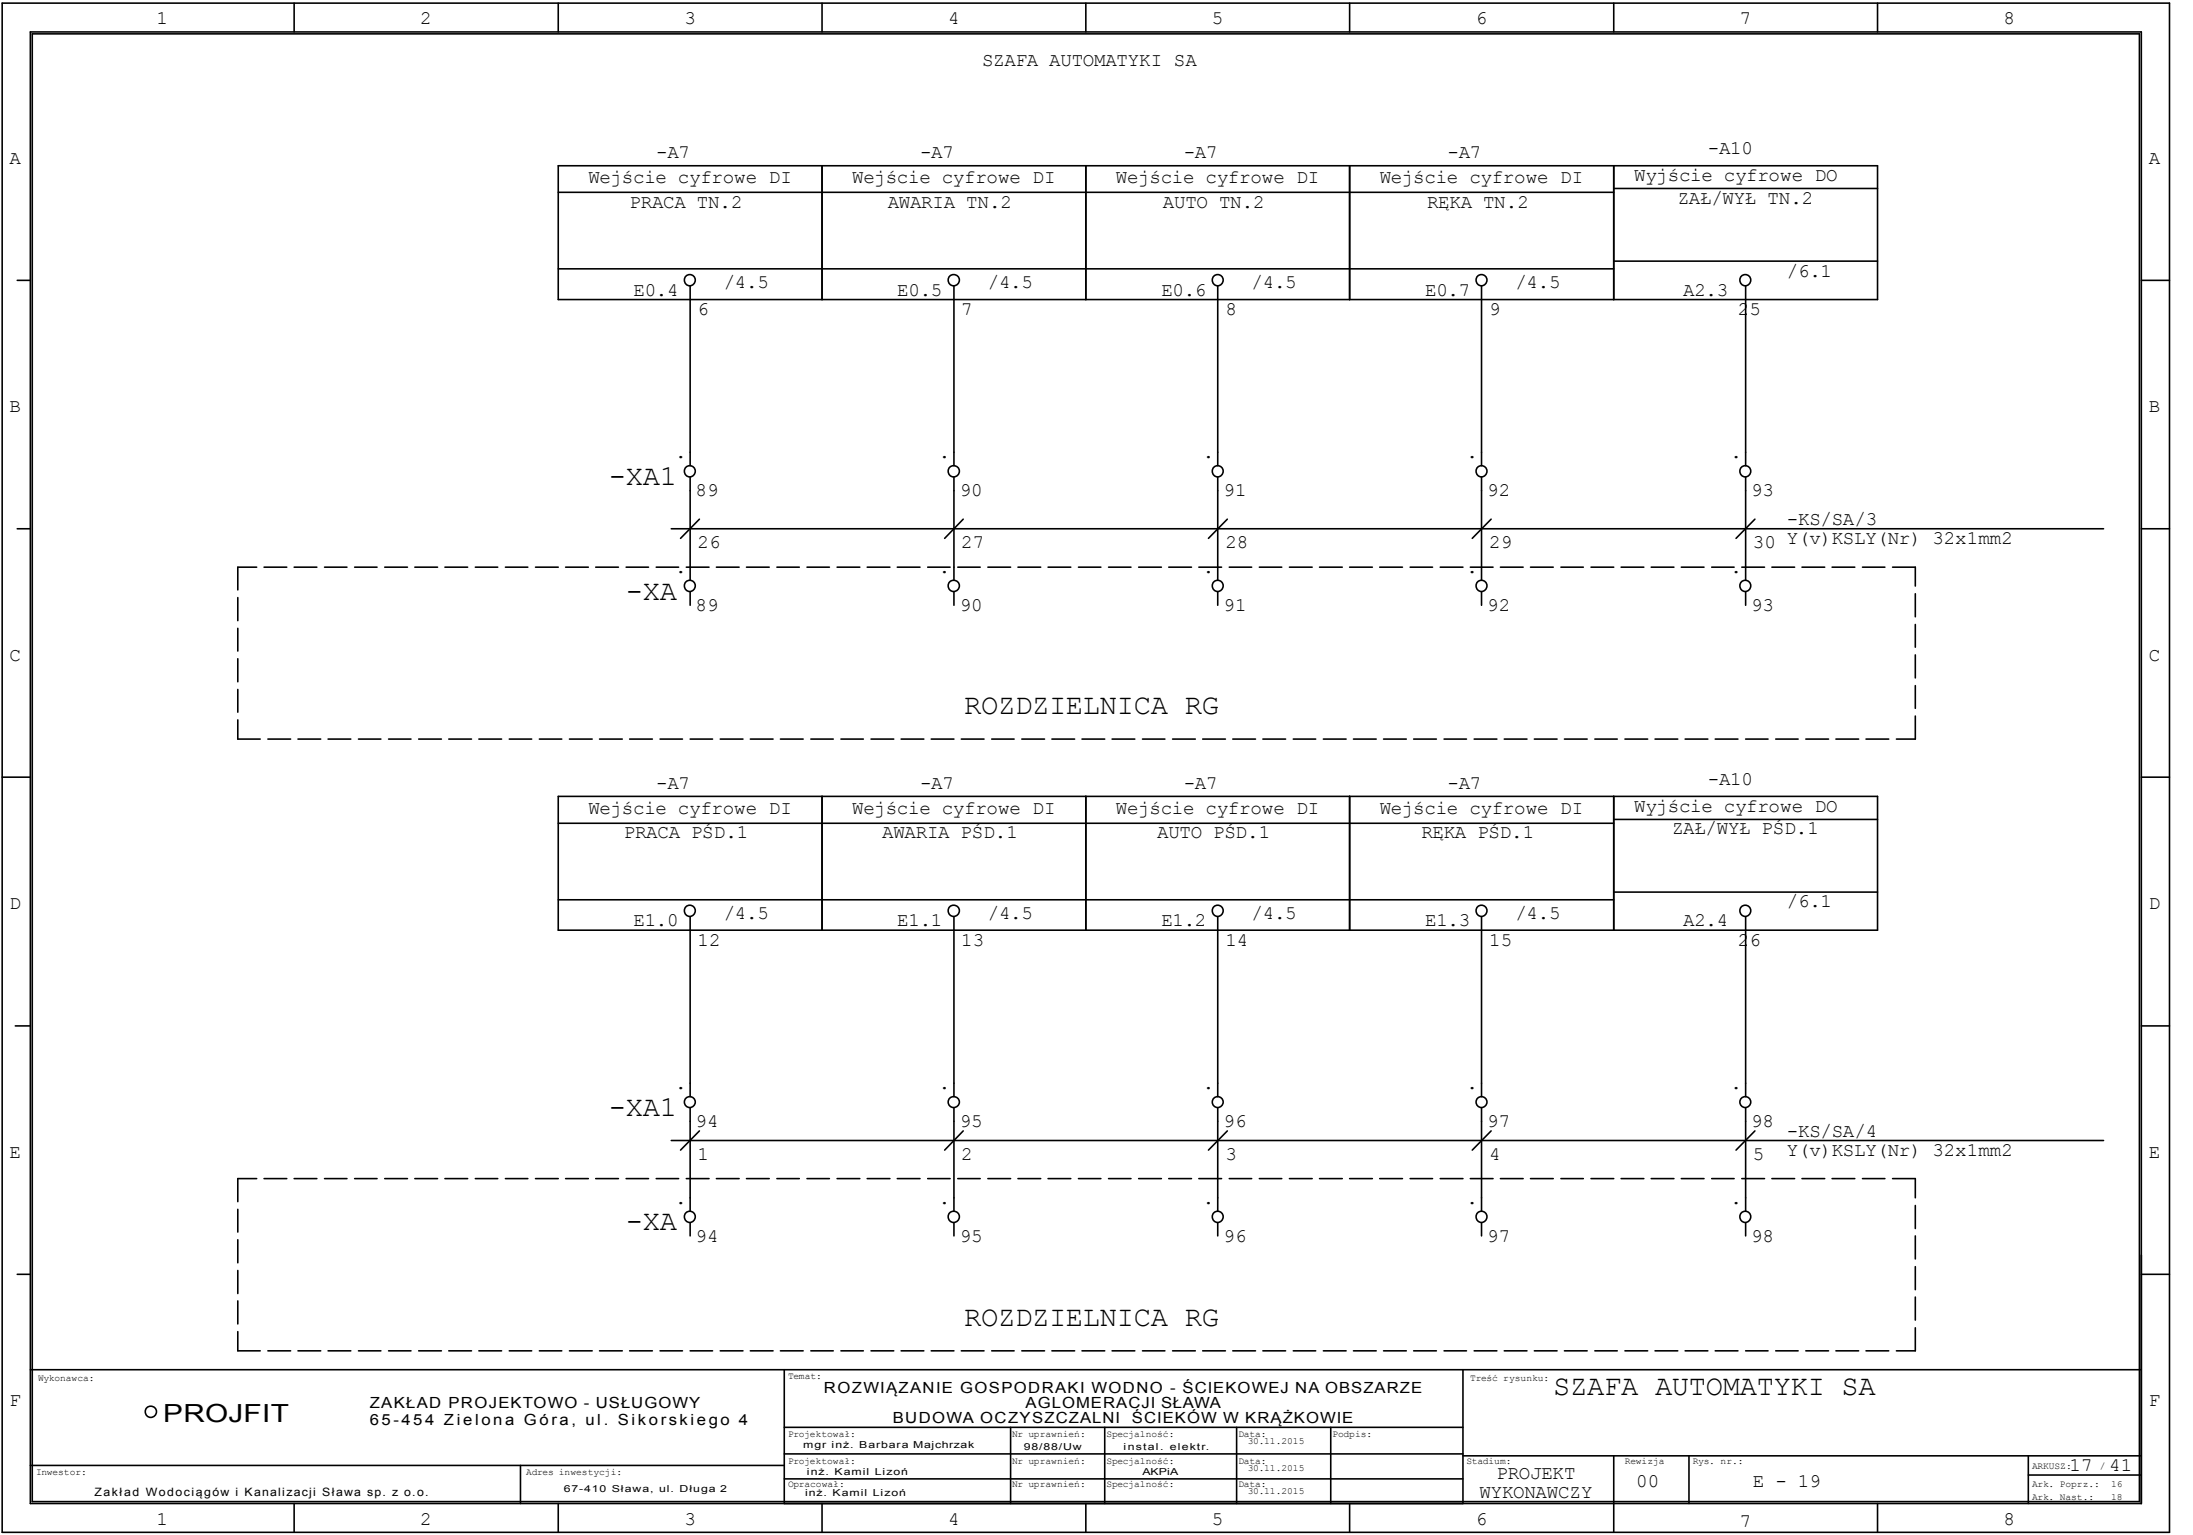 1 2 3 4 5 6 7 8
SZAFA AUTOMATYKI SA
A A
-A7 -A7 -A7 -A7 -A10
Wejście cyfrowe DI Wejście cyfrowe DI Wejście cyfrowe DI Wejście cyfrowe DI Wyjście cyfrowe DO
PRACA TN.2 AWARIA TN.2 AUTO TN.2 RĘKA TN.2 ZAŁ/WYŁ TN.2
E0.4 /4.5 E0.5 /4.5 E0.6 /4.5 E0.7 /4.5 A2.3 /6.1
6 7 8 9 25
B B
-XA1 89 90 91 92 93
-KS/SA/3
26 27 28 29 30 Y(v)KSLY(Nr) 32x1mm2
-XA 89 90 91 92 93
C C
ROZDZIELNICA RG
-A7 -A7 -A7 -A7 -A10
Wejście cyfrowe DI Wejście cyfrowe DI Wejście cyfrowe DI Wejście cyfrowe DI Wyjście cyfrowe DO
PRACA PŚD.1 AWARIA PŚD.1 AUTO PŚD.1 RĘKA PŚD.1 ZAŁ/WYŁ PŚD.1
D D
E1.0 /4.5 E1.1 /4.5 E1.2 /4.5 E1.3 /4.5 A2.4 /6.1
12 13 14 15 26
-XA1 94 95 96 97 98
-KS/SA/4
E 1 2 3 4 5 Y(v)KSLY(Nr) 32x1mm2 E
-XA 94 95 96 97 98
ROZDZIELNICA RG
F F
Wykonawca:
PROJFIT
ZAKŁAD PROJEKTOWO - USŁUGOWY
65-454 Zielona Góra, ul. Sikorskiego 4
Inwestor:
Zakład Wodociągów i Kanalizacji Sława sp. z o.o.
Adres inwestycji:
67-410 Sława, ul. Długa 2
Temat:
ROZWIĄZANIE GOSPODRAKI WODNO - ŚCIEKOWEJ NA OBSZARZE
AGLOMERACJI SŁAWA
BUDOWA OCZYSZCZALNI ŚCIEKÓW W KRĄŻKOWIE
Projektował: Nr uprawnień: Specjalność: Data: Podpis:
mgr inż. Barbara Majchrzak 98/88/Uw instal. elektr. 30.11.2015
Projektował: Nr uprawnień: Specjalność: Data:
inż. Kamil Lizoń AKPiA 30.11.2015
Opracował: Nr uprawnień: Specjalność: Data:
inż. Kamil Lizoń 30.11.2015
Treść rysunku: SZAFA AUTOMATYKI SA
Stadium:
PROJEKT
WYKONAWCZY
Rewizja
00
Rys. nr.:
E - 19
ARKUSZ:17 / 41
Ark. Poprz.: 16
Ark. Nast.: 18
1 2 3 4 5 6 7 8